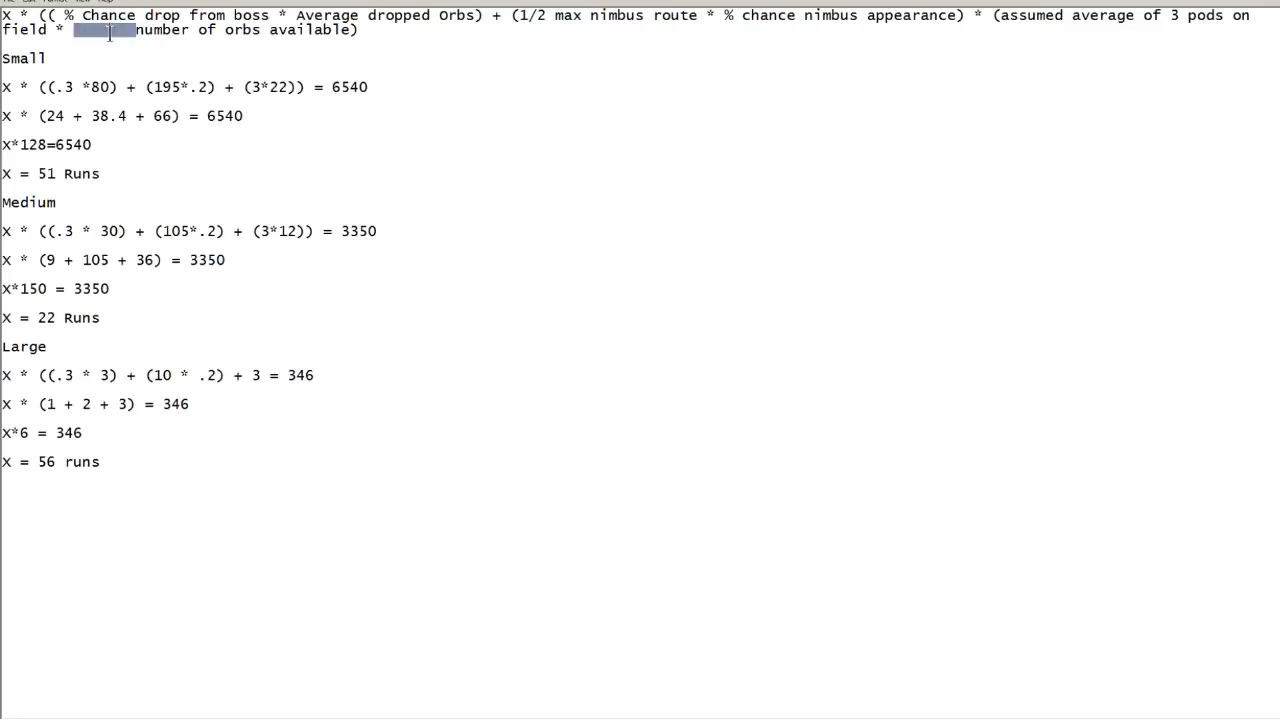 X * (( % Chance drop from boss * Average dropped Orbs) + (1/2 max nimbus route * % chance nimbus appearance) * (assumed average of 3 pods on
field * number of orbs available)
Small
X * ((.3 *80) + (195*.2) + (3*22)) = 6540
X * (24 + 38.4 + 66) = 6540
X*128=6540
X = 51 Runs
Medium
X * ((.3 * 30) + (105*.2) + (3*12)) = 3350
X * (9 + 105 + 36) = 3350
X*150 = 3350
X = 22 Runs
Large
X * ((.3 * 3) + (10 * .2) + 3 = 346
X * (1 + 2 + 3) = 346
X*6 = 346
X = 56 runs